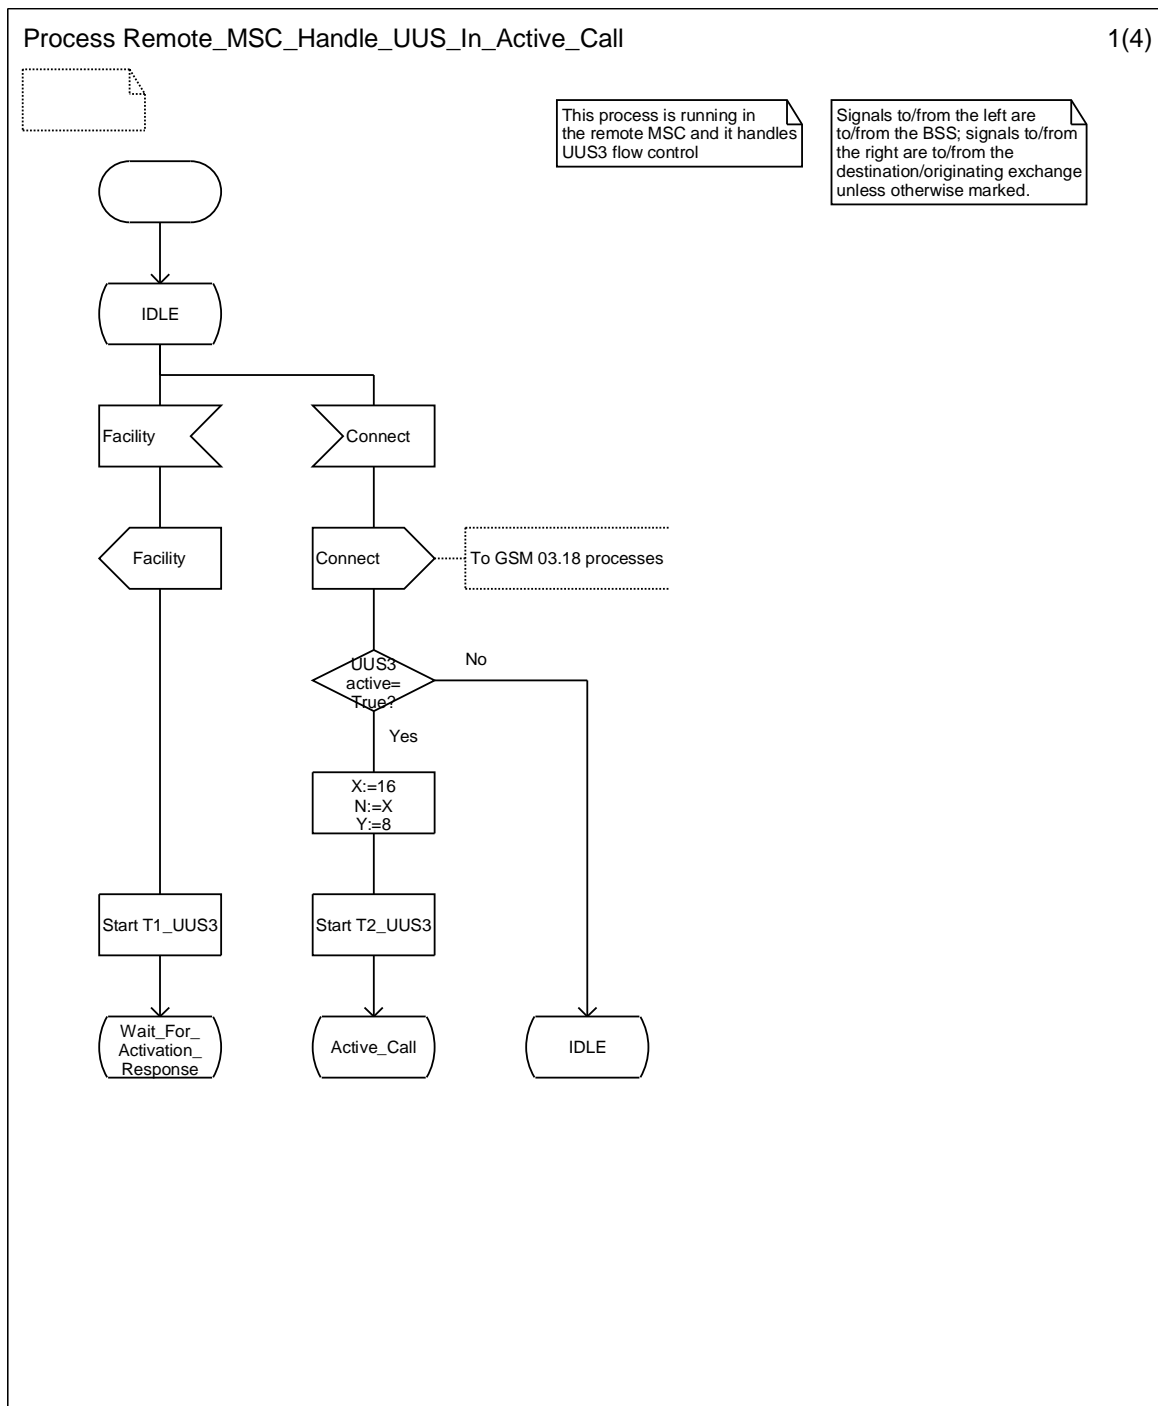 Process Remote_MSC_Handle_UUS_In_Active_Call
1(4)
This process is running in
the remote MSC and it handles
UUS3 flow control
Signals to/from the left are
to/from the BSS; signals to/from
the right are to/from the
destination/originating exchange
unless otherwise marked.
IDLE
Facility
Connect
Facility
Connect
To GSM 03.18 processes
UUS3
active=
True?
No
Yes
X:=16
N:=X
Y:=8
Start T1_UUS3
Start T2_UUS3
Wait_For_
Activation_
Response
Active_Call
IDLE